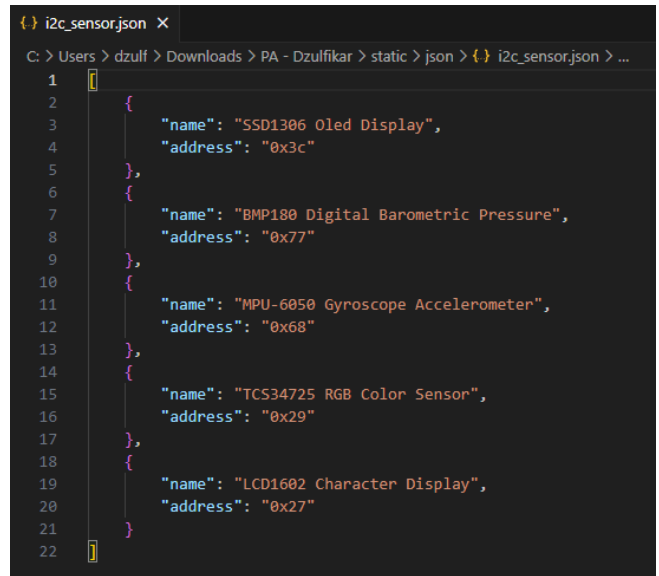 {.} i2c_sensor.json ×
C: > Users > dzulf > Downloads > PA - Dzulfikar > static > json > {.} i2c_sensor.json > ...
1 [
2 {
3 "name": "SSD1306 Oled Display",
4 "address": "0x3c"
5 },
6 {
7 "name": "BMP180 Digital Barometric Pressure",
8 "address": "0x77"
9 },
10 {
11 "name": "MPU-6050 Gyroscope Accelerometer",
12 "address": "0x68"
13 },
14 {
15 "name": "TCS34725 RGB Color Sensor",
16 "address": "0x29"
17 },
18 {
19 "name": "LCD1602 Character Display",
20 "address": "0x27"
21 }
22 ]